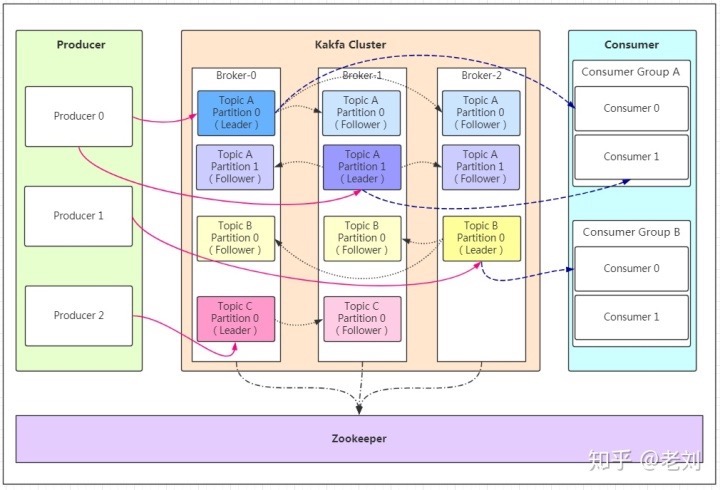 Producer
Producer 0
Producer 1
Producer 2
Kakfa Cluster
Broker-0
Topic A
Partition 0
( Leader )
Topic A
Partition 1
( Follower )
Topic B
Partition 0
( Follower )
Topic C
Partition 0
( Leader )
Broker-1
Topic A
Partition 0
( Follower )
Topic A
Partition 1
( Leader )
Topic B
Partition 0
( Follower )
Topic C
Partition 0
( Follower )
Broker-2
Topic A
Partition 0
( Follower )
Topic A
Partition 1
( Follower )
Topic B
Partition 0
( Leader )
Consumer
Consumer Group A
Consumer 0
Consumer 1
Consumer Group B
Consumer 0
Consumer 1
Zookeeper
知乎 @老刘